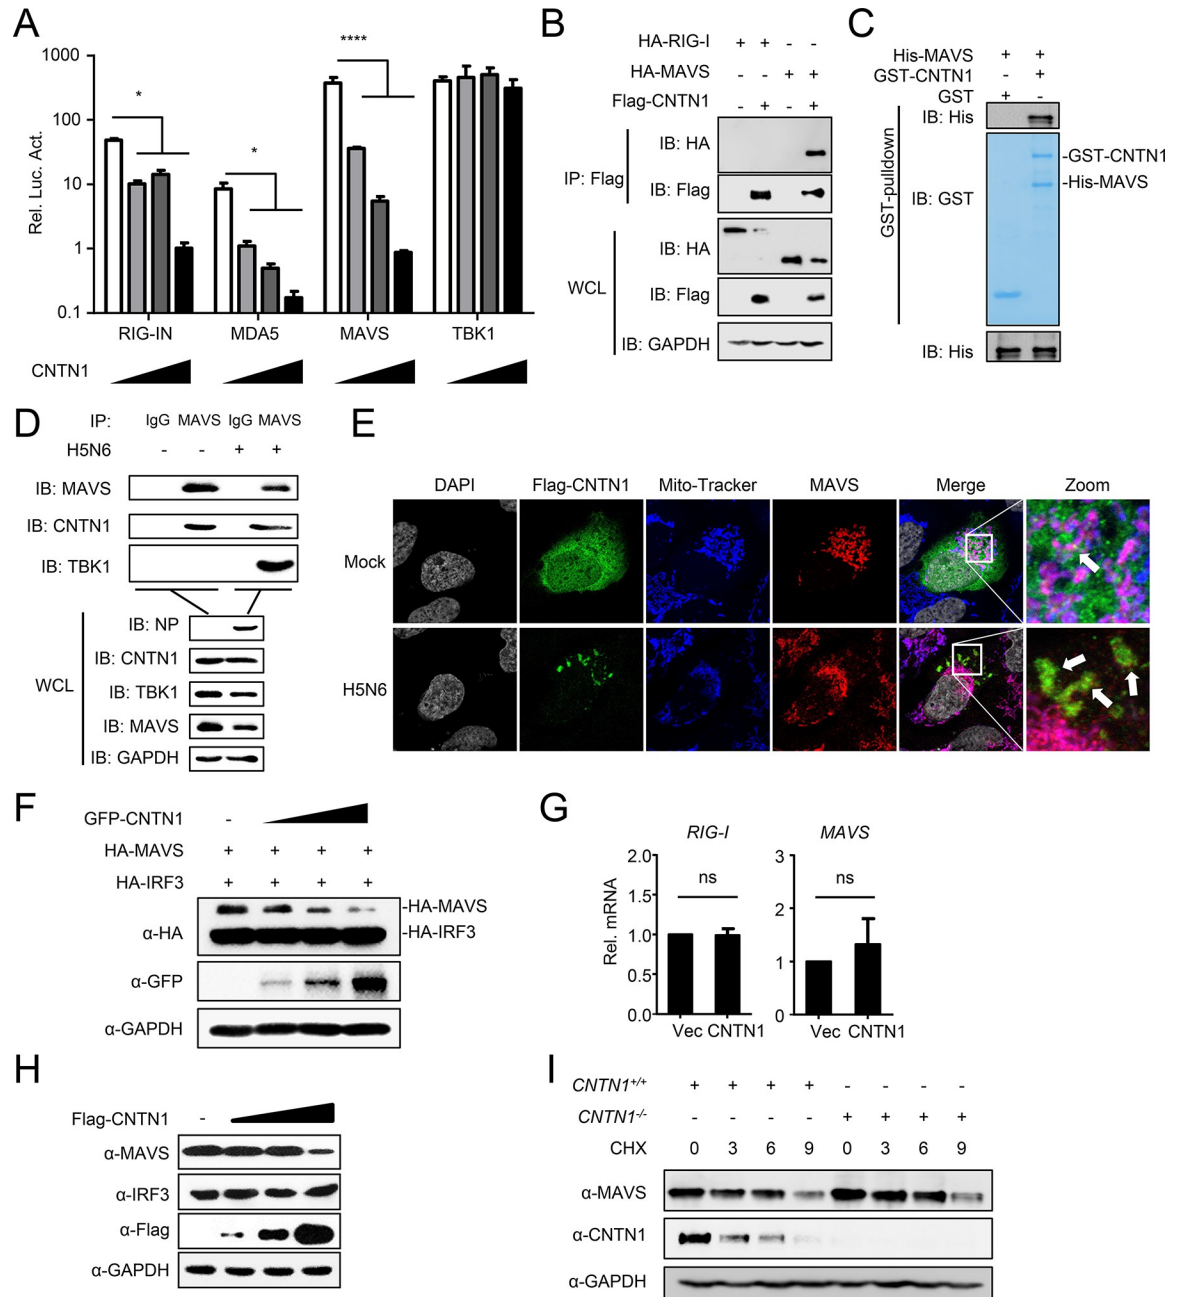 A
1000
100
10
1
0.1
Rel. Luc. Act.
*
*
****
RIG-IN MDA5 MAVS TBK1
CNTN1
B
HA-RIG-I + + - -
HA-MAVS - - + +
Flag-CNTN1 - + - +
IP: Flag
IB: HA
IB: Flag
WCL
IB: HA
IB: Flag
IB: GAPDH
C
His-MAVS + +
GST-CNTN1 - +
GST + -
GST-pulldown
IB: His
IB: GST
-GST-CNTN1
-His-MAVS
IB: His
D
IP: IgG MAVS IgG MAVS
H5N6 - - + +
IB: MAVS
IB: CNTN1
IB: TBK1
WCL
IB: NP
IB: CNTN1
IB: TBK1
IB: MAVS
IB: GAPDH
E
DAPI Flag-CNTN1 Mito-Tracker MAVS Merge Zoom
Mock
H5N6
F
GFP-CNTN1 -
HA-MAVS + + + +
HA-IRF3 + + + +
α-HA
-HA-MAVS
-HA-IRF3
α-GFP
α-GAPDH
G
RIG-I
Rel. mRNA
2.0
1.5
1.0
0.5
0.0
ns
Vec CNTN1
MAVS
3
2
1
0
ns
Vec CNTN1
H
Flag-CNTN1 -
α-MAVS
α-IRF3
α-Flag
α-GAPDH
I
CNTN1+/+ + + + + - - - -
CNTN1-/- - - - - + + + +
CHX 0 3 6 9 0 3 6 9
α-MAVS
α-CNTN1
α-GAPDH